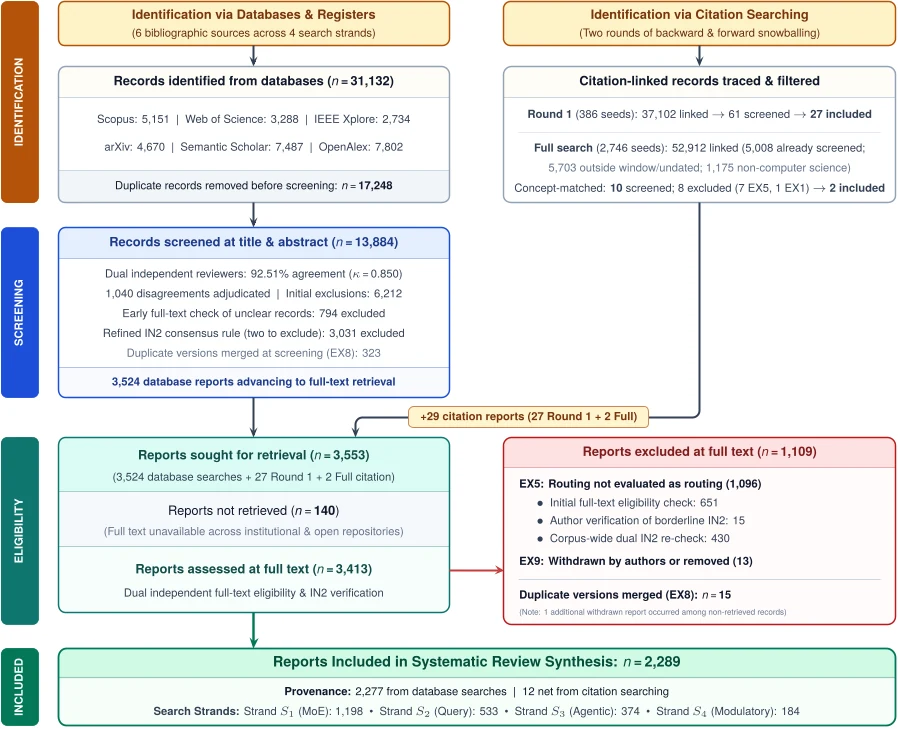 Identification via Databases & Registers
(6 bibliographic sources across 4 search strands)
Identification via Citation Searching
(Two rounds of backward & forward snowballing)
IDENTIFICATION
Records identified from databases (n = 31,132)
Scopus: 5,151 | Web of Science: 3,288 | IEEE Xplore: 2,734
arXiv: 4,670 | Semantic Scholar: 7,487 | OpenAlex: 7,802
Duplicate records removed before screening: n = 17,248
Citation-linked records traced & filtered
Round 1 (386 seeds): 37,102 linked → 61 screened → 27 included
Full search (2,746 seeds): 52,912 linked (5,008 already screened;
5,703 outside window/undated; 1,175 non-computer science)
Concept-matched: 10 screened; 8 excluded (7 EX5, 1 EX1) → 2 included
SCREENING
Records screened at title & abstract (n = 13,884)
Dual independent reviewers: 92.51% agreement (κ = 0.850)
1,040 disagreements adjudicated | Initial exclusions: 6,212
Early full-text check of unclear records: 794 excluded
Refined IN2 consensus rule (two to exclude): 3,031 excluded
Duplicate versions merged at screening (EX8): 323
3,524 database reports advancing to full-text retrieval
+29 citation reports (27 Round 1 + 2 Full)
ELIGIBILITY
Reports sought for retrieval (n = 3,553)
(3,524 database searches + 27 Round 1 + 2 Full citation)
Reports not retrieved (n = 140)
(Full text unavailable across institutional & open repositories)
Reports assessed at full text (n = 3,413)
Dual independent full-text eligibility & IN2 verification
Reports excluded at full text (n = 1,109)
EX5: Routing not evaluated as routing (1,096)
● Initial full-text eligibility check: 651
● Author verification of borderline IN2: 15
● Corpus-wide dual IN2 re-check: 430
EX9: Withdrawn by authors or removed (13)
Duplicate versions merged (EX8): n = 15
(Note: 1 additional withdrawn report occurred among non-retrieved records)
INCLUDED
Reports Included in Systematic Review Synthesis: n = 2,289
Provenance: 2,277 from database searches | 12 net from citation searching
Search Strands: Strand S₁ (MoE): 1,198 • Strand S₂ (Query): 533 • Strand S₃ (Agentic): 374 • Strand S₄ (Modulatory): 184